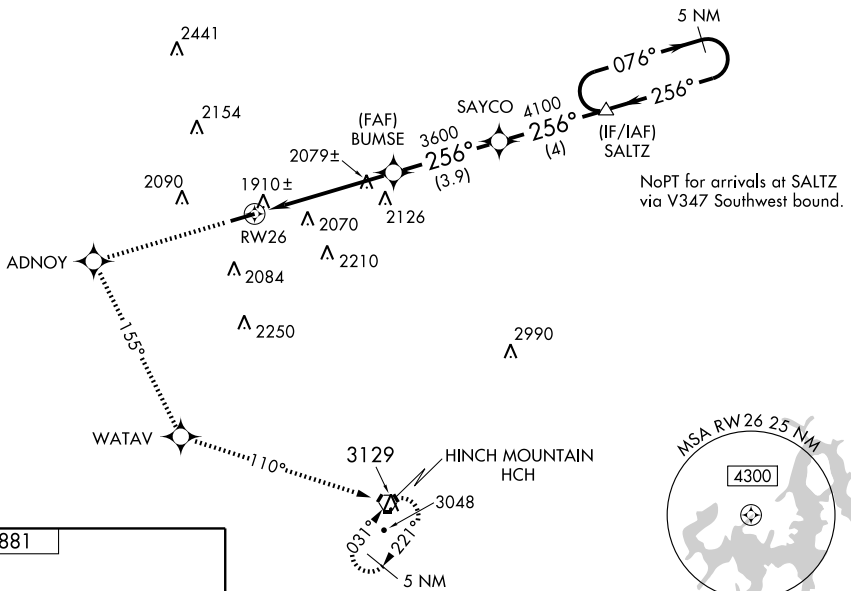 5 NM
2441
076°
SAYCO
4100
256°
2154
(FAF)
BUMSE
3600
256°
(4)
(IF/IAF)
SALTZ
2079±
256°
(3.9)
NoPT for arrivals at SALTZ
via V347 Southwest bound.
2090
1910±
2126
RW26
2070
ADNOY
2210
2084
2250
155°
2990
MSA RW26 25 NM
WATAV
110°
3129
HINCH MOUNTAIN
HCH
4300
3048
031°
221°
881
5 NM